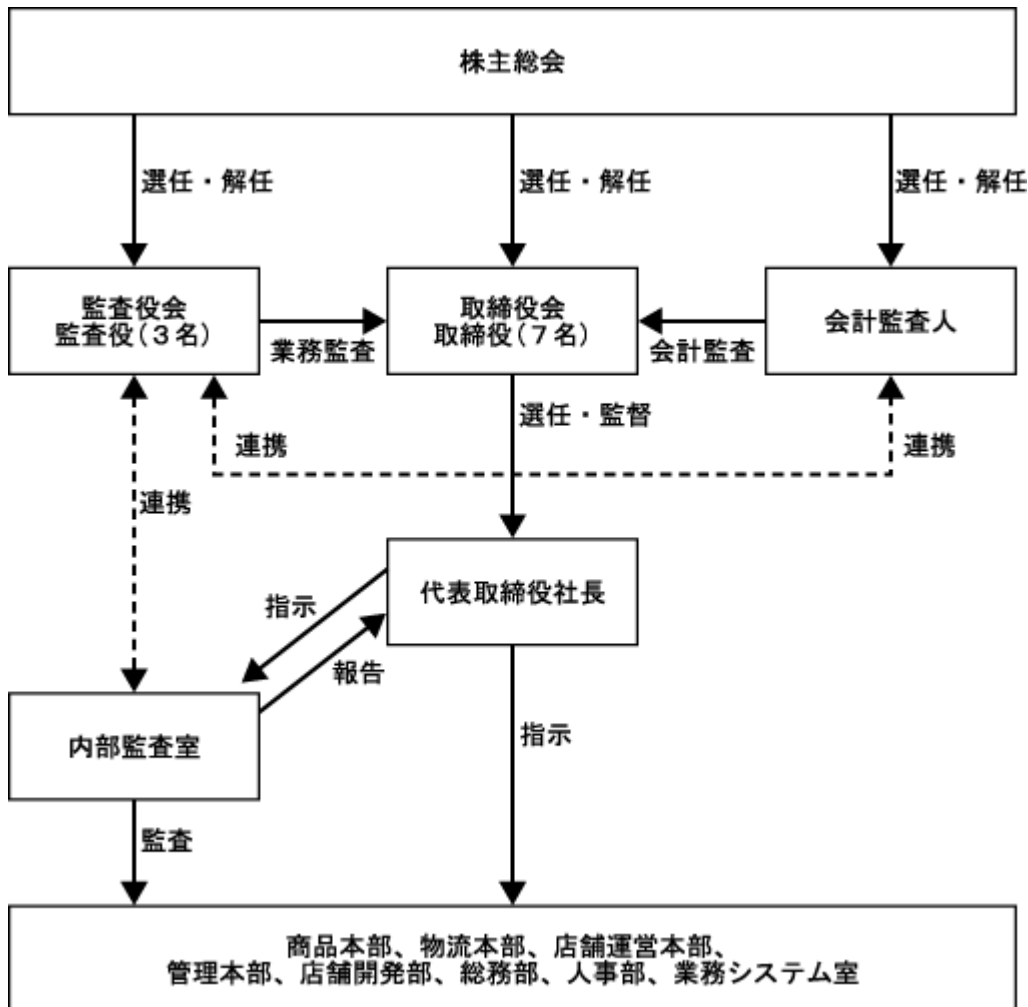 株主総会
選任・解任
選任・解任
選任・解任
監査役会
監査役(3名)
業務監査
取締役会
取締役(7名)
会計監査
会計監査人
選任・監督
連携
連携
連携
代表取締役社長
指示
報告
内部監査室
指示
監査
商品本部、物流本部、店舗運営本部、
管理本部、店舗開発部、総務部、人事部、業務システム室